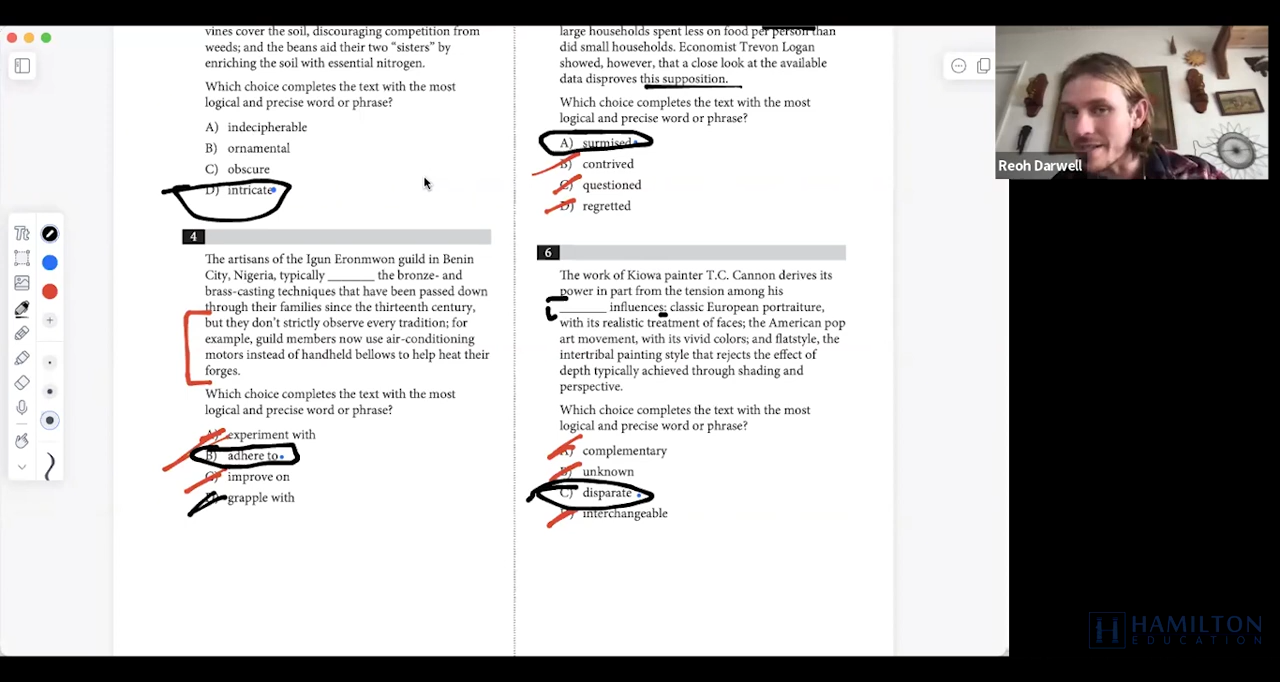 vines cover the soil, discouraging competition from
weeds; and the beans aid their two “sisters” by
enriching the soil with essential nitrogen.
Which choice completes the text with the most
logical and precise word or phrase?
A) indecipherable
B) ornamental
C) obscure
D) intricate
4
The artisans of the Igun Eronmwon guild in Benin
City, Nigeria, typically _______ the bronze- and
brass-casting techniques that have been passed down
through their families since the thirteenth century,
but they don’t strictly observe every tradition; for
example, guild members now use air-conditioning
motors instead of handheld bellows to help heat their
forges.
Which choice completes the text with the most
logical and precise word or phrase?
A) experiment with
B) adhere to
C) improve on
D) grapple with
large households spent less on food per person than
did small households. Economist Trevon Logan
showed, however, that a close look at the available
data disproves this supposition.
Which choice completes the text with the most
logical and precise word or phrase?
A) surmised
B) contrived
C) questioned
D) regretted
6
The work of Kiowa painter T.C. Cannon derives its
power in part from the tension among his
_______ influences: classic European portraiture,
with its realistic treatment of faces; the American pop
art movement, with its vivid colors; and flatstyle, the
intertribal painting style that rejects the effect of
depth typically achieved through shading and
perspective.
Which choice completes the text with the most
logical and precise word or phrase?
A) complementary
B) unknown
C) disparate
D) interchangeable
Tt
Reoh Darwell
HAMILTON
EDUCATION